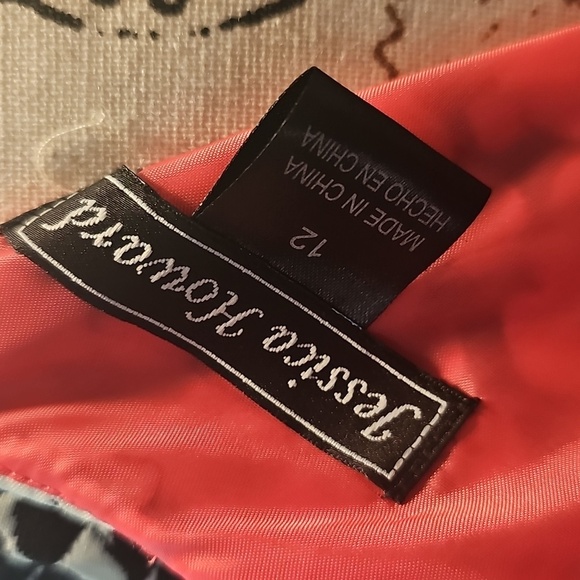 Jessica Howard
12
MADE IN CHINA
HECHO EN CHINA